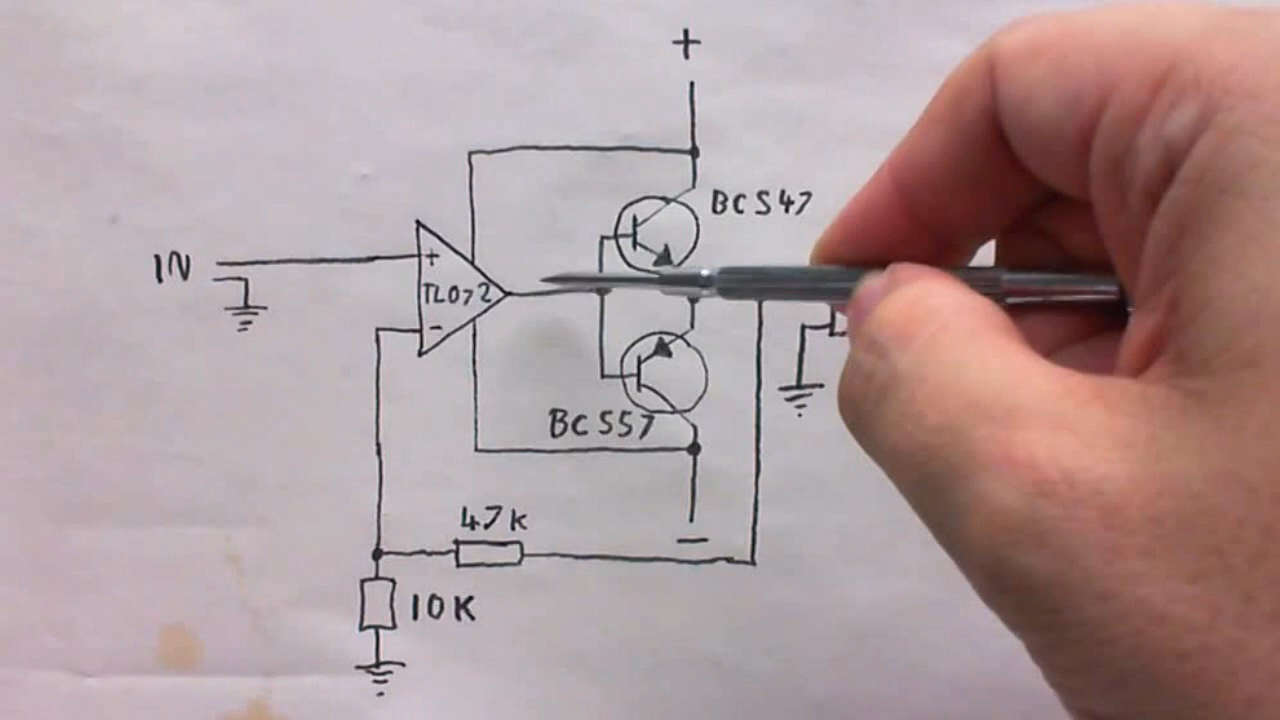 +
BC547
IN
+
TL072
-
BC557
47K
-
10K